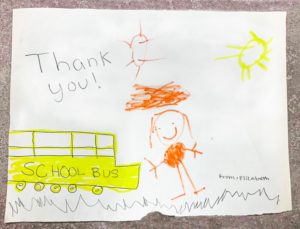 Thank
you!
SCHOOL BUS
from: Elizabeth